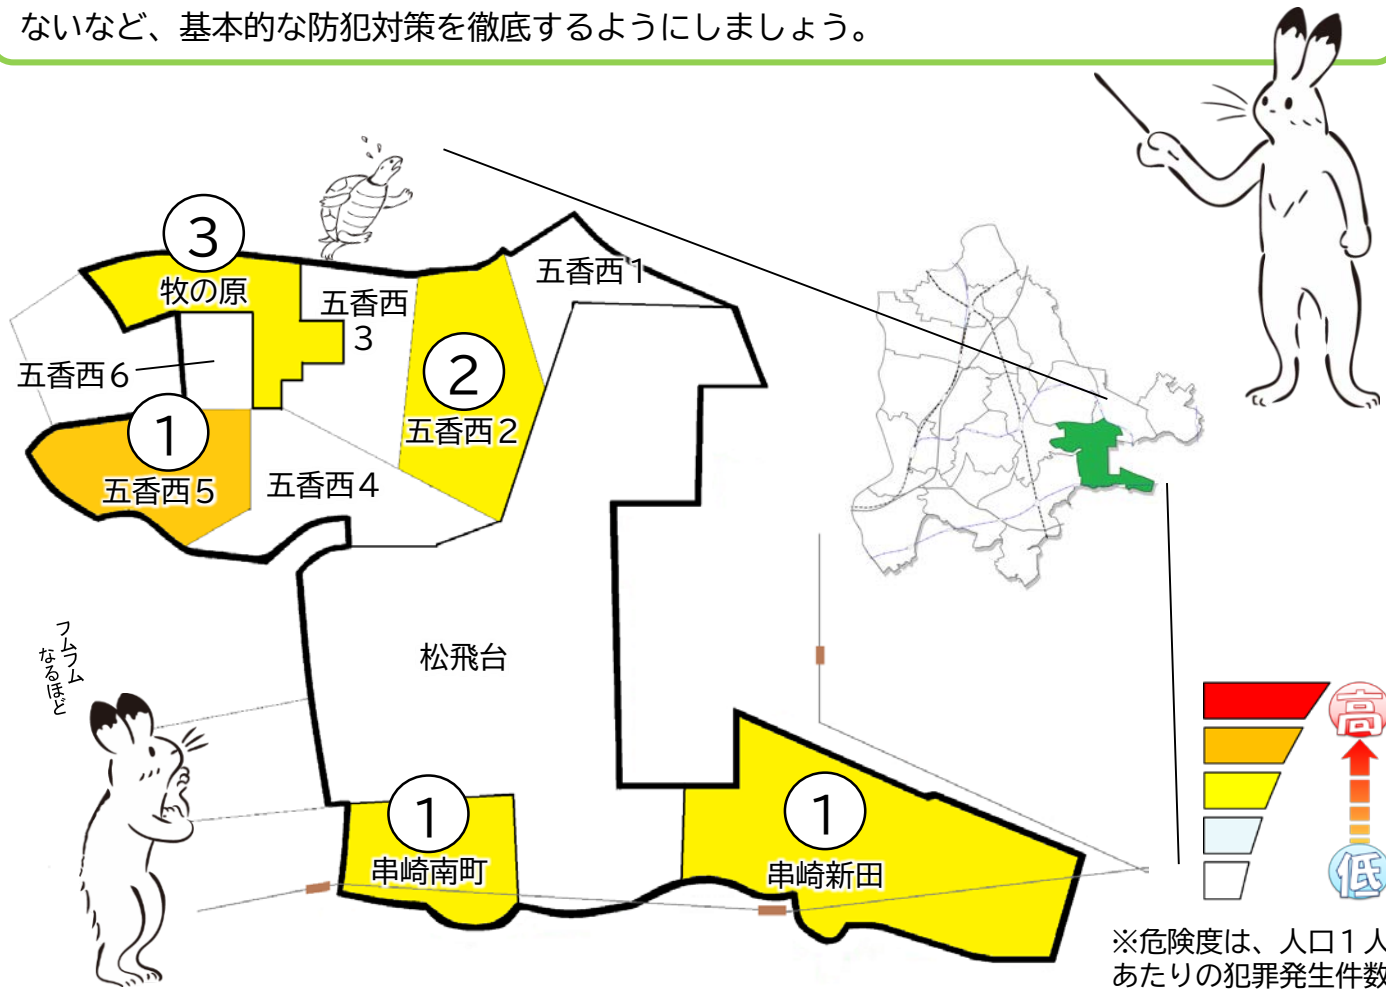 ないなど、基本的な防犯対策を徹底するようにしましょう。
3
牧の原
五香西1
五香西
3
2
五香西2
五香西6
1
五香西5
五香西4
松飛台
フムフム
なるほど
1
串崎南町
1
串崎新田
高
低
※危険度は、人口1人
あたりの犯罪発生件数